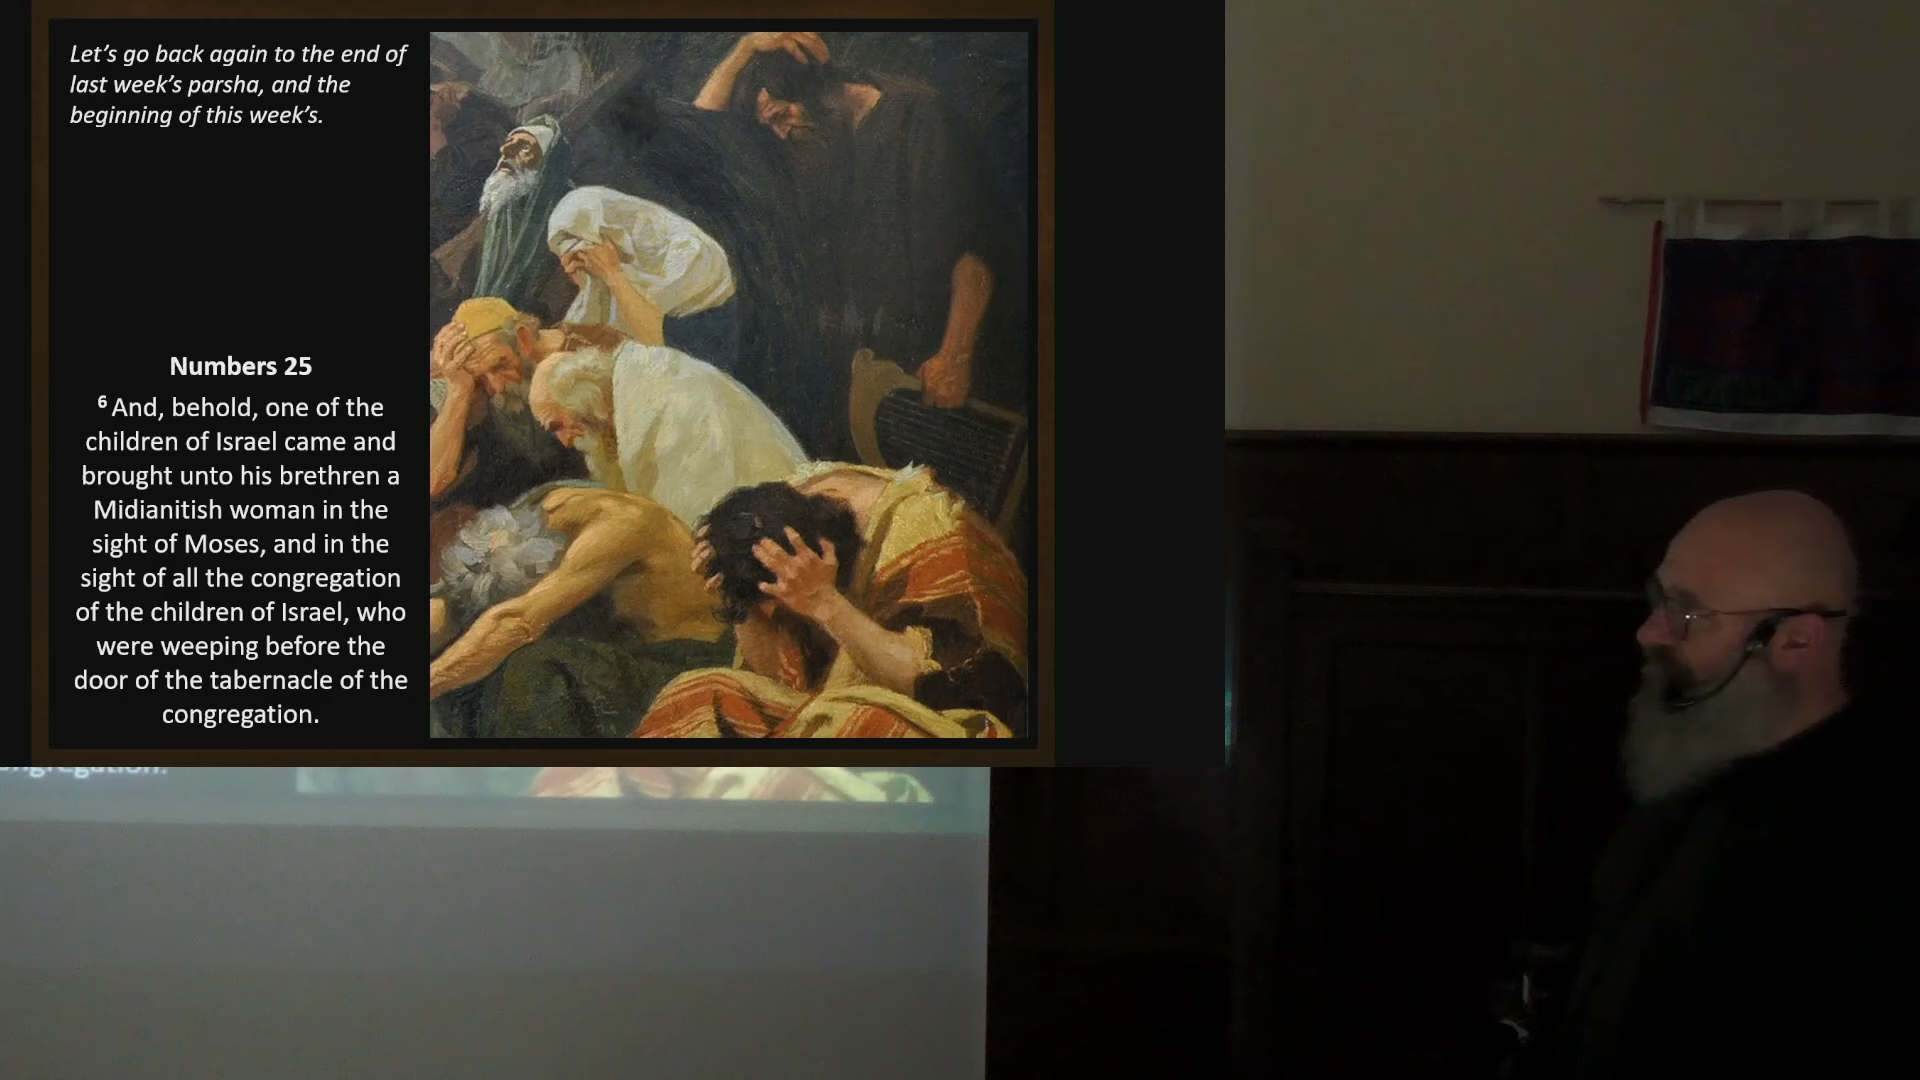 Let’s go back again to the end of
last week’s parsha, and the
beginning of this week’s.
Numbers 25
6 And, behold, one of the
children of Israel came and
brought unto his brethren a
Midianitish woman in the
sight of Moses, and in the
sight of all the congregation
of the children of Israel, who
were weeping before the
door of the tabernacle of the
congregation.